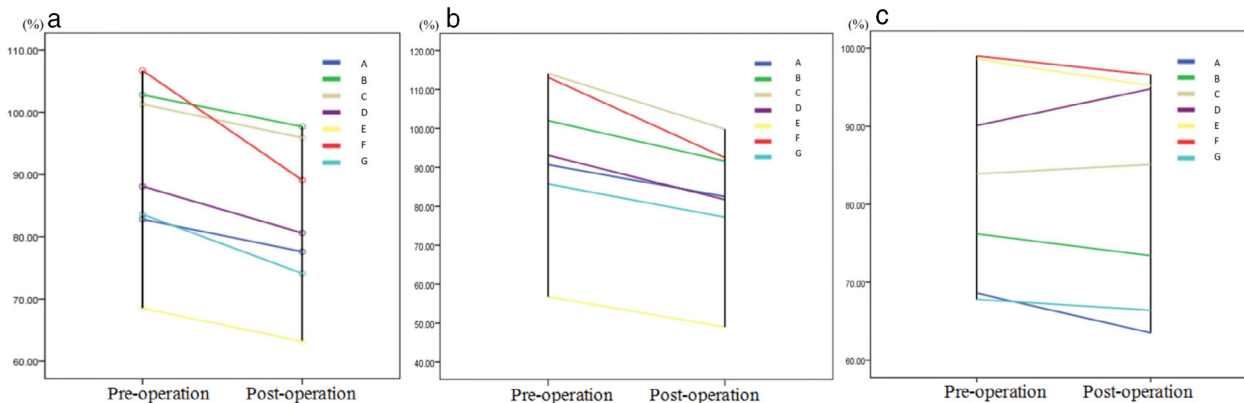 a
(%)
110.00
100.00
90.00
80.00
70.00
60.00
A
B
C
D
E
F
G
Pre-operation Post-operation
b
(%)
120.00
110.00
100.00
90.00
80.00
70.00
60.00
50.00
40.00
A
B
C
D
E
F
G
Pre-operation Post-operation
c
(%)
100.00
90.00
80.00
70.00
60.00
A
B
C
D
E
F
G
Pre-operation Post-operation